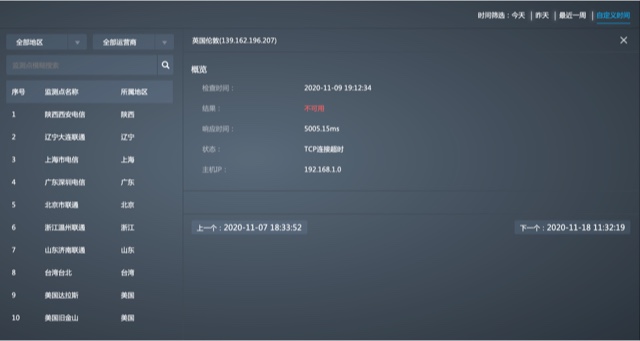 时间筛选：今天 | 昨天 | 最近一周 | 自定义时间
全部地区 全部运营商
监测点模糊搜索
序号 监测点名称 所属地区
1 陕西西安电信 陕西
2 辽宁大连联通 辽宁
3 上海市电信 上海
4 广东深圳电信 广东
5 北京市联通 北京
6 浙江温州联通 浙江
7 山东济南联通 山东
8 台湾台北 台湾
9 美国达拉斯 美国
10 美国旧金山 美国
英国伦敦(139.162.196.207)
概览
检查时间： 2020-11-09 19:12:34
结果： 不可用
响应时间： 5005.15ms
状态： TCP连接超时
主机IP： 192.168.1.0
上一个：2020-11-07 18:33:52
下一个：2020-11-18 11:32:19